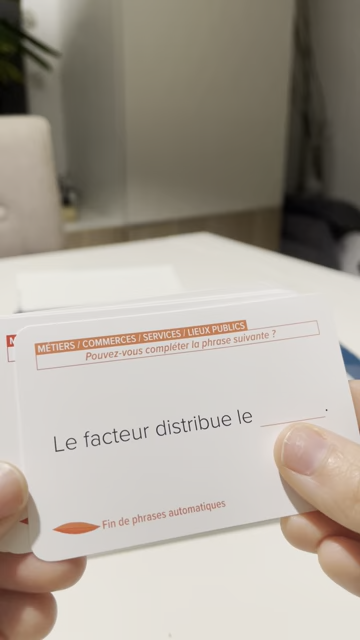 MÉTIERS / COMMERCES / SERVICES / LIEUX PUBLICS
Pouvez-vous compléter la phrase suivante ?
Le facteur distribue le ________.
Fin de phrases automatiques